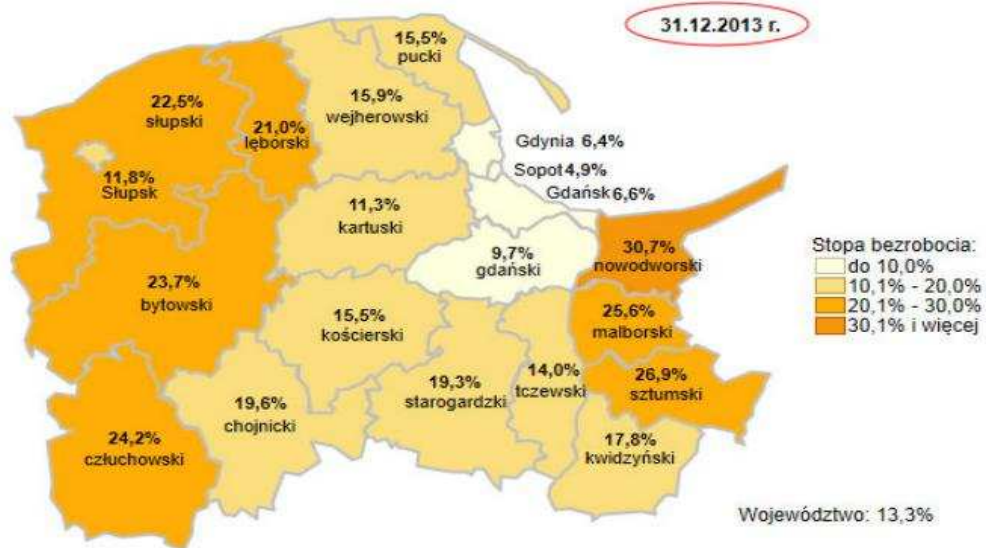 31.12.2013 r.
15,5%
pucki
22,5%
słupski
15,9%
wejherowski
21,0%
lęborski
Gdynia 6,4%
Sopot 4,9%
Gdańsk 6,6%
11,8%
Słupsk
11,3%
kartuski
9,7%
gdański
30,7%
nowodworski
Stopa bezrobocia:
do 10,0%
10,1% - 20,0%
20,1% - 30,0%
30,1% i więcej
23,7%
bytowski
15,5%
kościerski
25,6%
malborski
19,6%
chojnicki
19,3%
starogardzki
14,0%
tczewski
26,9%
sztumski
24,2%
człuchowski
17,8%
kwidzyński
Województwo: 13,3%